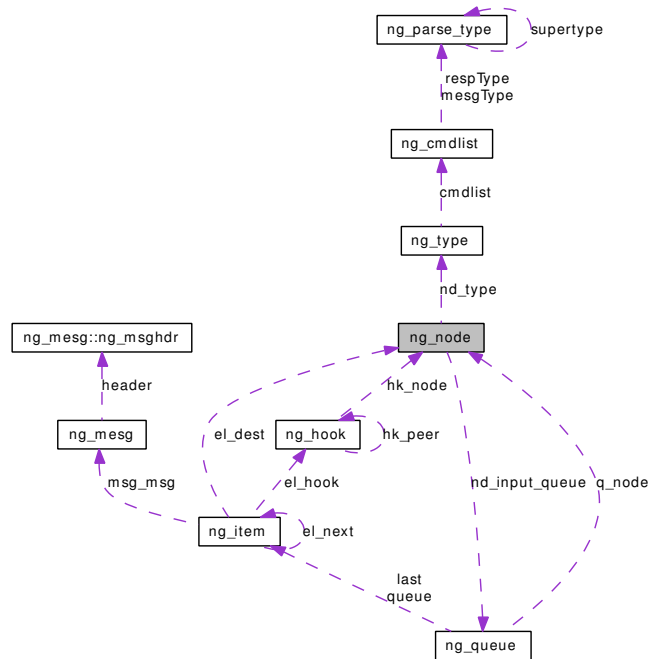 ng_parse_type
supertype
respType
mesgType
ng_cmdlist
cmdlist
ng_type
nd_type
ng_mesg::ng_msghdr
ng_node
header
hk_node
ng_mesg
el_dest
ng_hook
hk_peer
msg_msg
el_hook
nd_input_queue
q_node
ng_item
el_next
last
queue
ng_queue